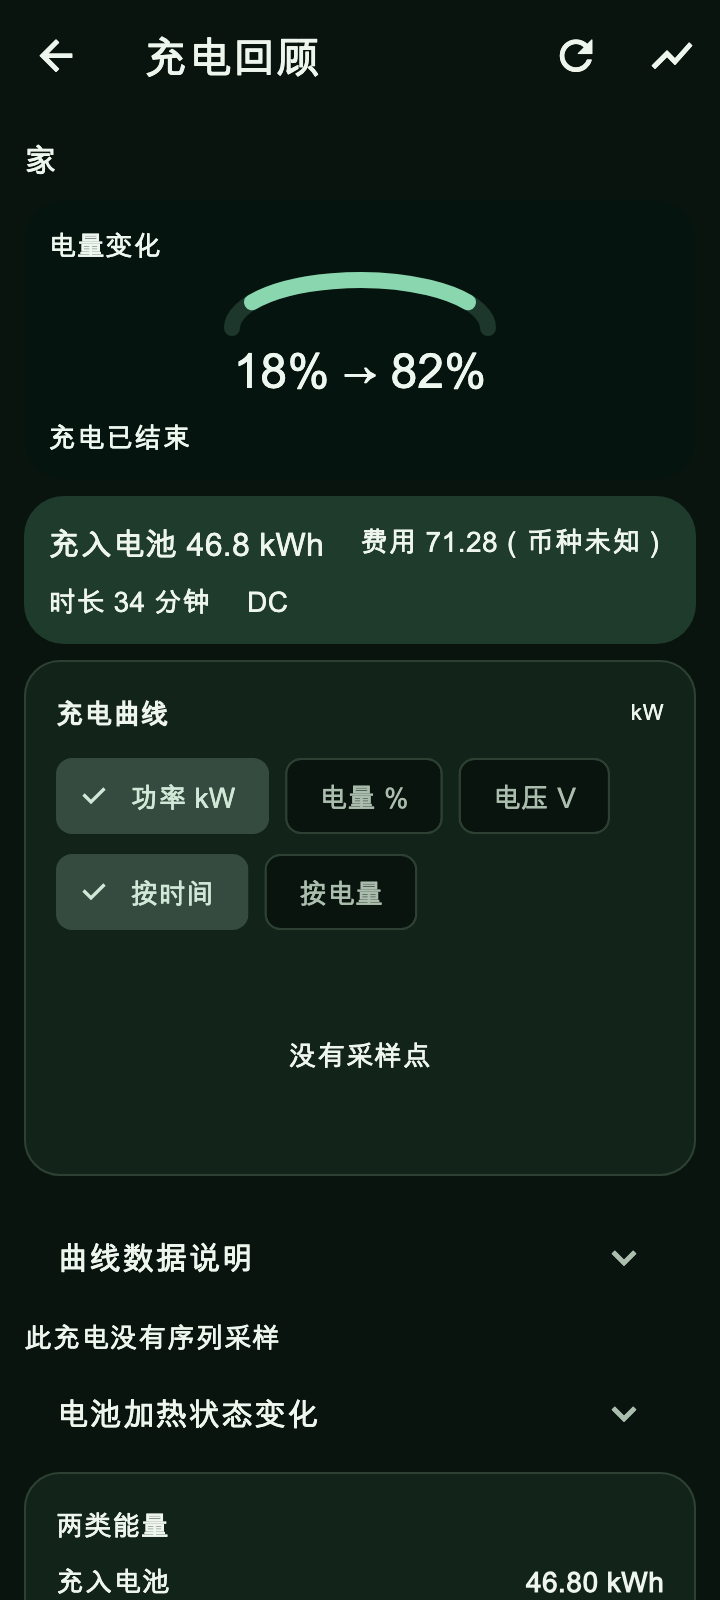 充电回顾
家
电量变化
18% → 82%
充电已结束
充入电池 46.8 kWh 费用 71.28 ( 币种未知 )
时长 34 分钟 DC
充电曲线 kW
功率 kW 电量 % 电压 V
按时间 按电量
没有采样点
曲线数据说明
此充电没有序列采样
电池加热状态变化
两类能量
充入电池 46.80 kWh